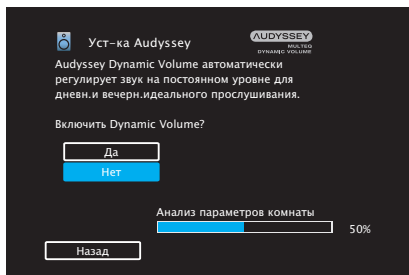 Уст-ка Audyssey
AUDYSSEY
MULTEQ
DYNAMIC VOLUME
Audyssey Dynamic Volume автоматически
регулирует звук на постоянном уровне для
дневн.и вечерн.идеального прослушивания.
Включить Dynamic Volume?
Да
Нет
Анализ параметров комнаты
50%
Назад